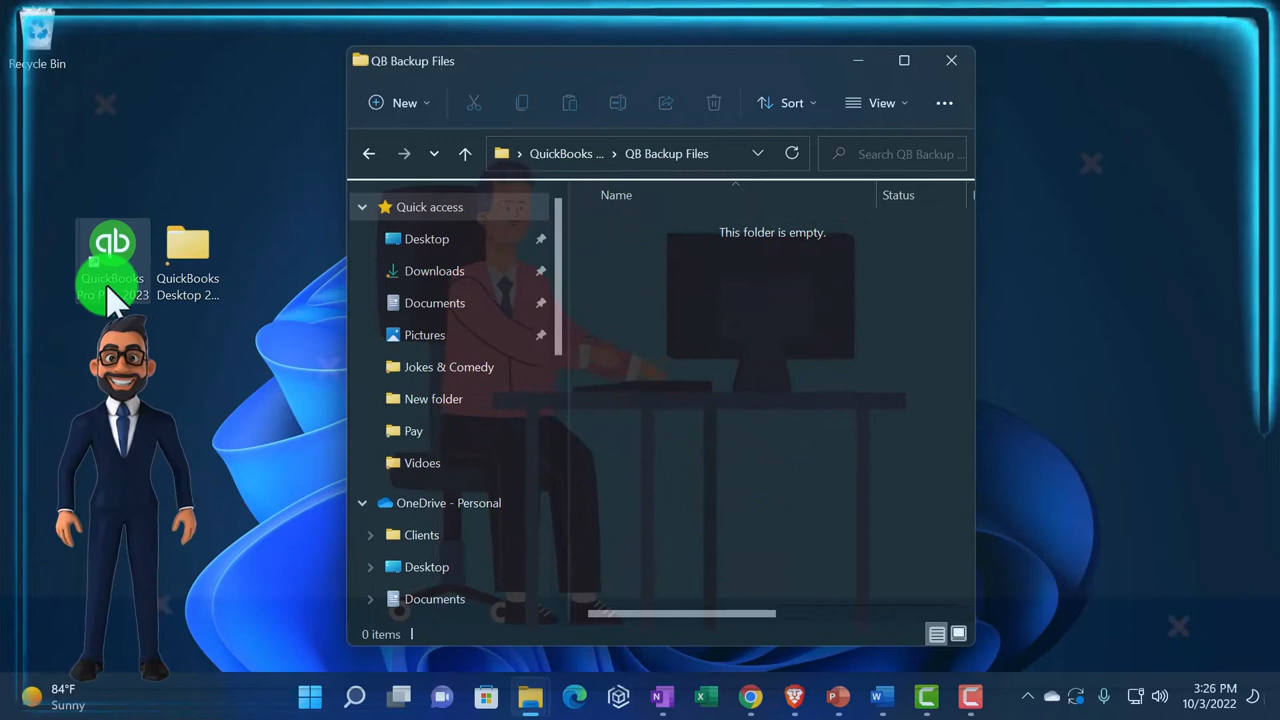 Recycle Bin
QuickBooks
Pro P 2023
QuickBooks
Desktop 2...
QB Backup Files
New
Sort
View
QuickBooks ... › QB Backup Files
Search QB Backup ...
Quick access
Desktop
Downloads
Documents
Pictures
Jokes & Comedy
New folder
Pay
Vidoes
OneDrive - Personal
Clients
Desktop
Documents
Name
Status
This folder is empty.
0 items
84°F
Sunny
3:26 PM
10/3/2022